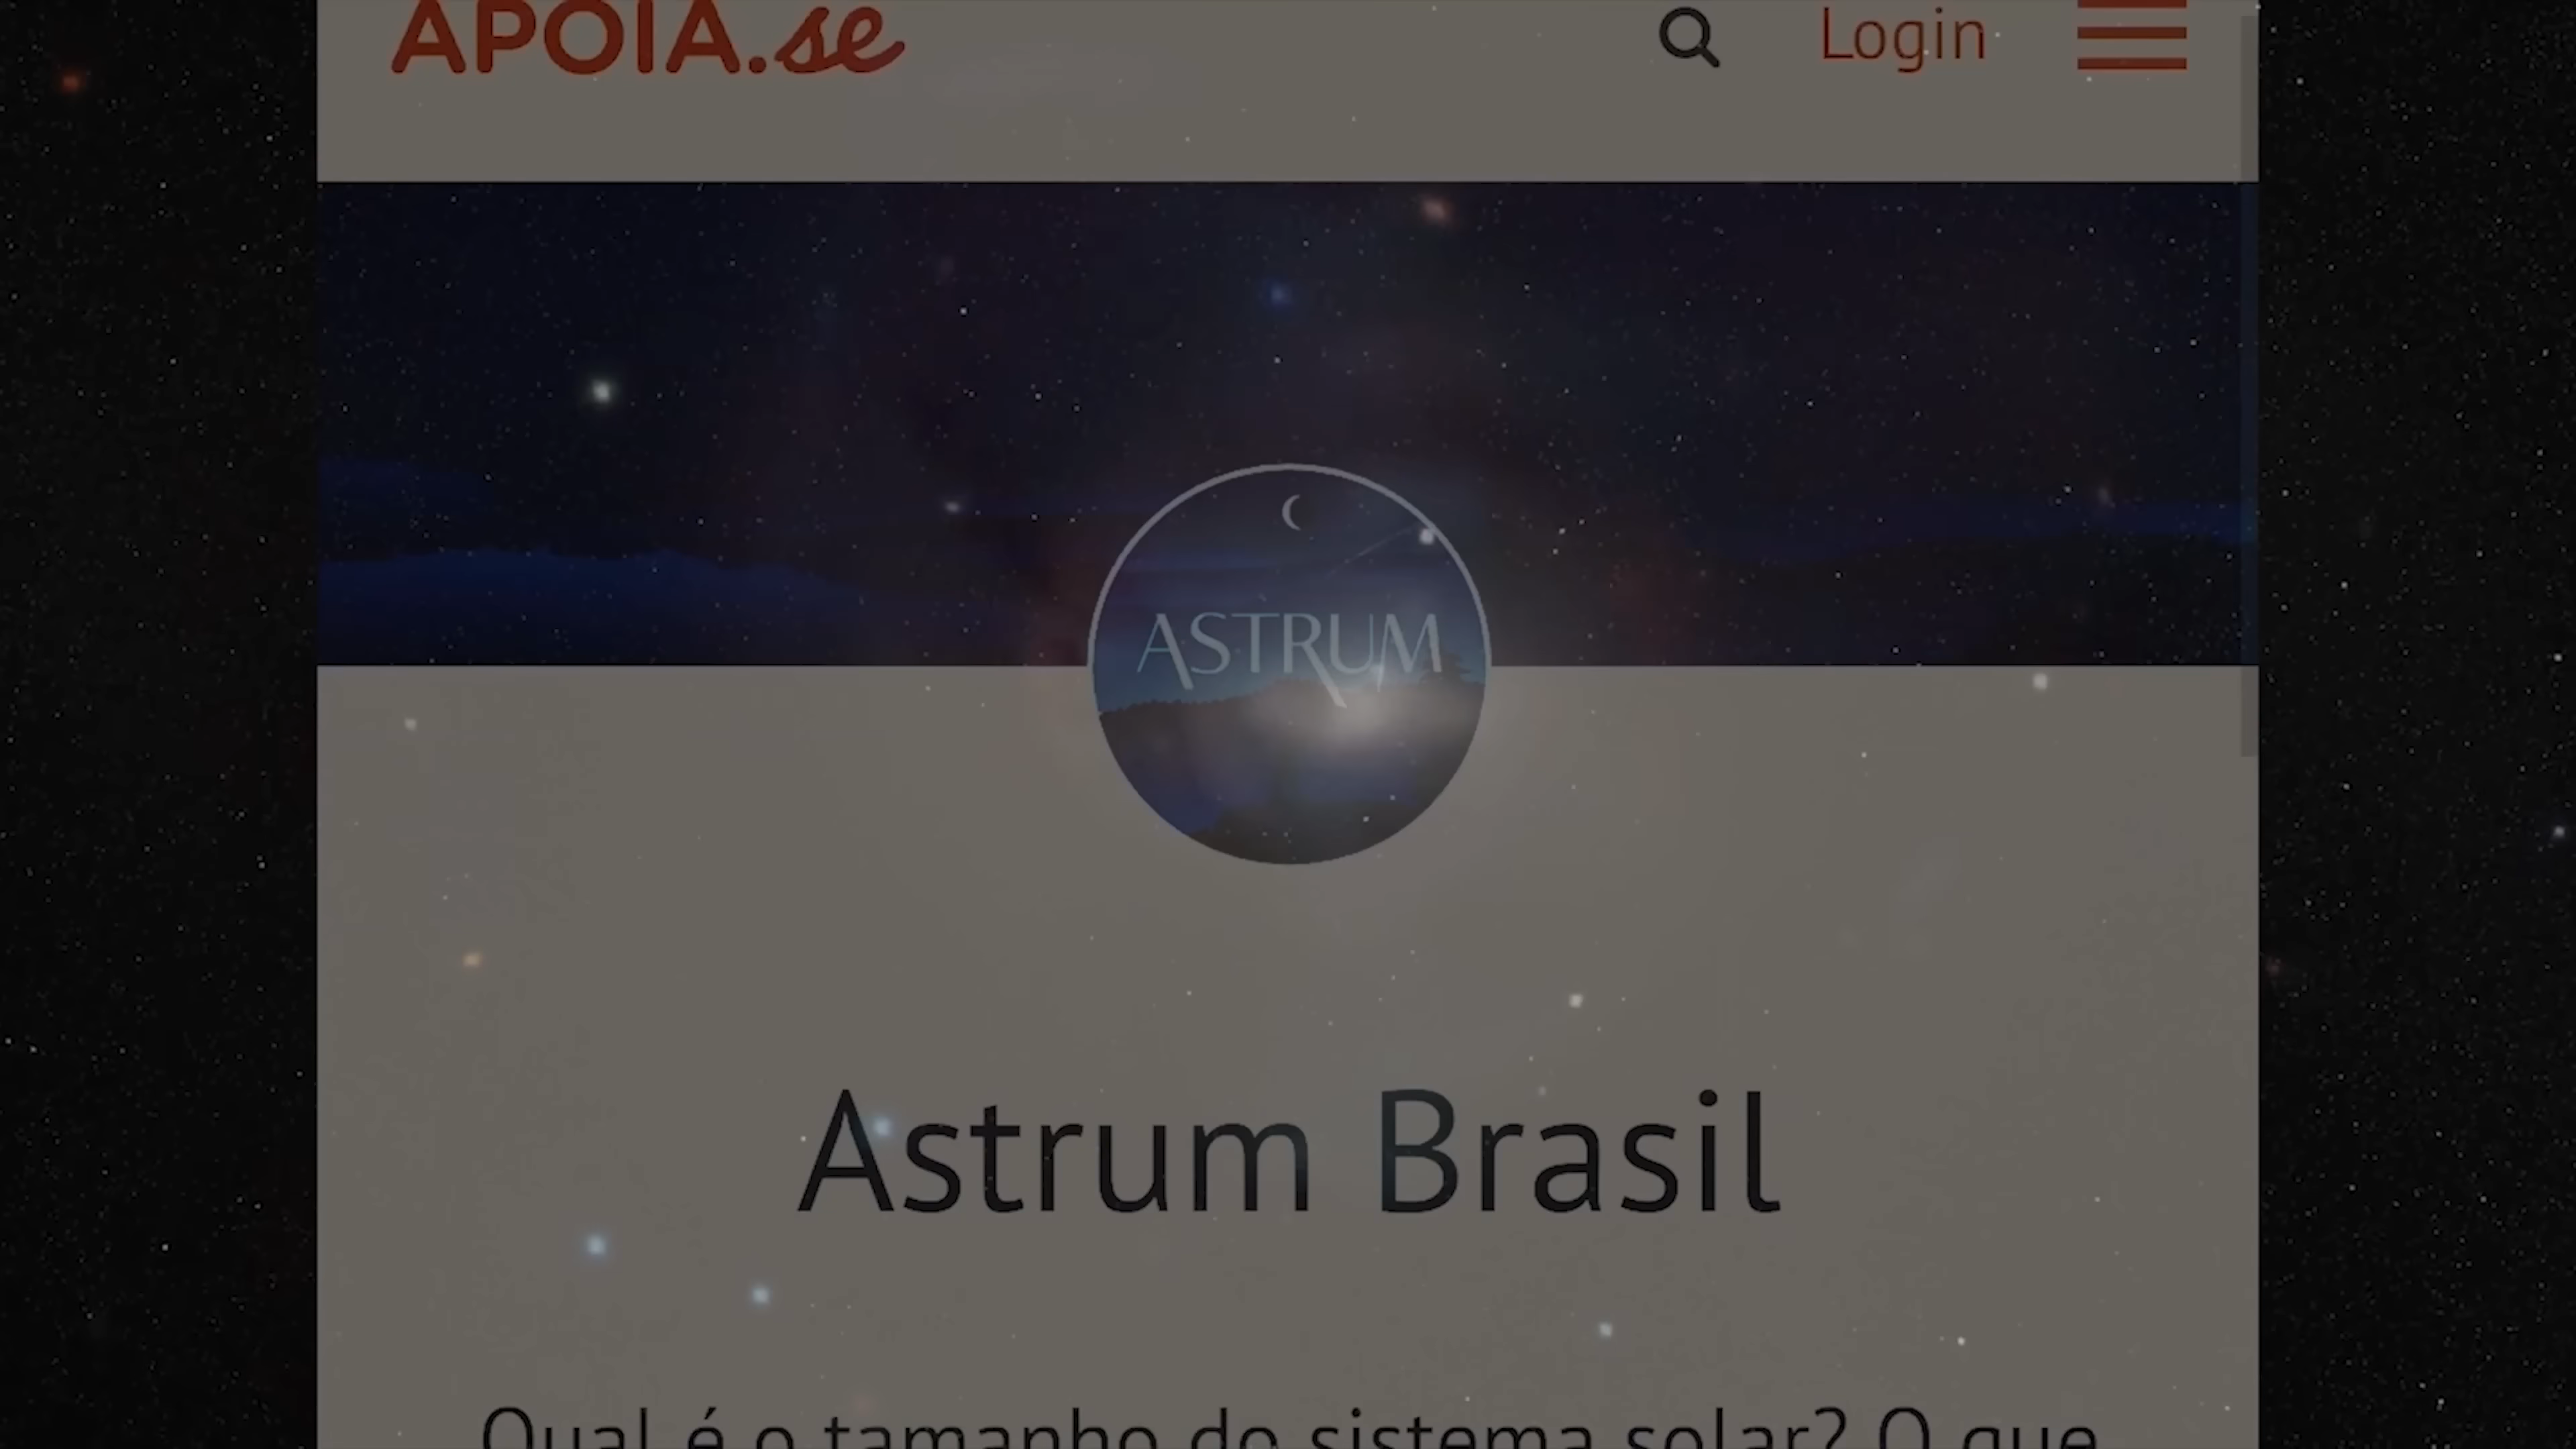 APOIA.se
Login
ASTRUM
Astrum Brasil
Qual é o tamanho do sistema solar? O que